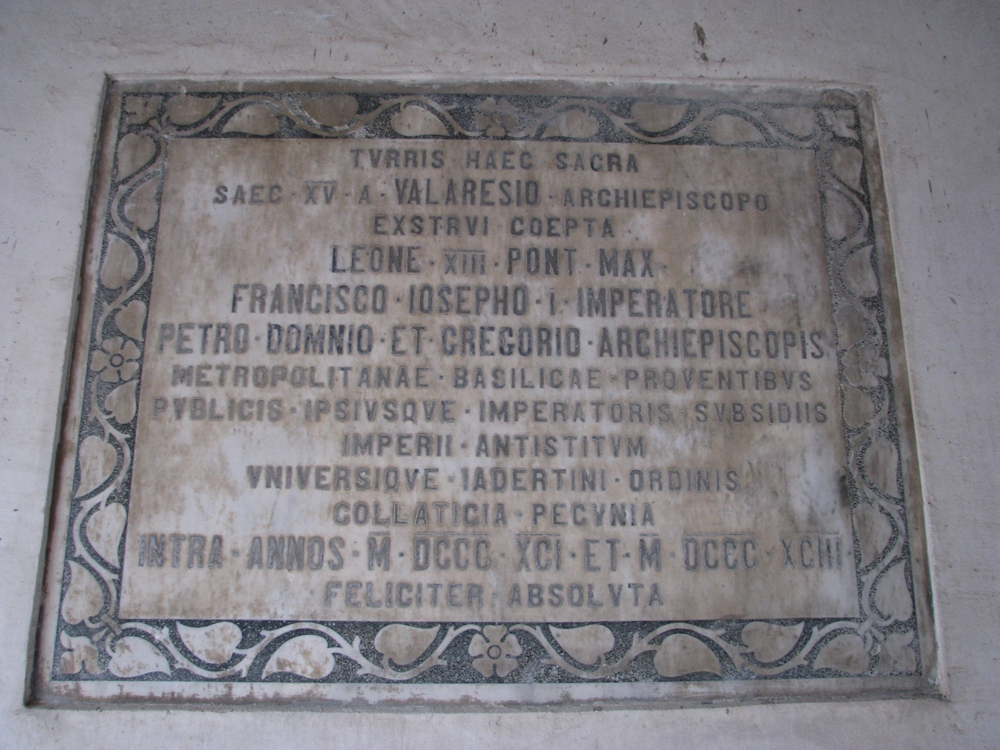 TVRRIS HAEC SACRA
SAEC · XV · A · VALARESIO · ARCHIEPISCOPO
EXSTRVI COEPTA
LEONE · XIII · PONT · MAX
FRANCISCO · IOSEPHO · I · IMPERATORE
PETRO · DOMNIO · ET · GREGORIO · ARCHIEPISCOPIS
METROPOLITANAE · BASILICAE · PROVENTIBVS
PVBLICIS · IPSIVSQVE · IMPERATORIS · SVBSIDIIS
IMPERII · ANTISTITVM
VNIVERSIQVE · IADERTINI · ORDINIS
COLLATICIA · PECVNIA
INTRA · ANNOS · M · DCCC · XCI · ET · M · DCCC · XCIII
FELICITER · ABSOLVTA